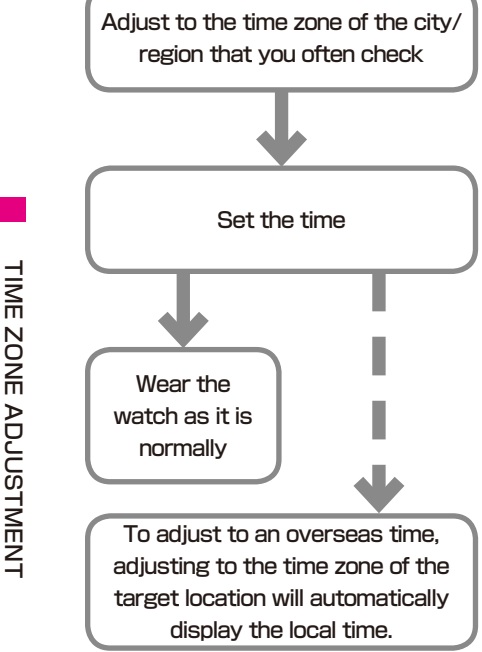 Adjust to the time zone of the city/
region that you often check
Set the time
Wear the
watch as it is
normally
To adjust to an overseas time,
adjusting to the time zone of the
target location will automatically
display the local time.
TIME ZONE ADJUSTMENT